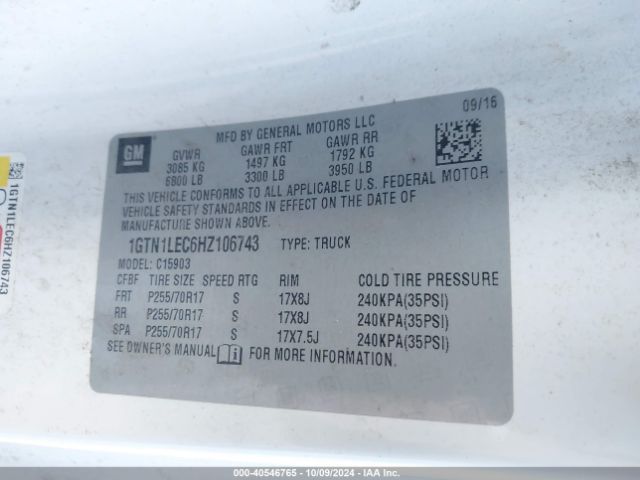 09/16
MFD BY GENERAL MOTORS LLC
GM
GVWR GAWR FRT GAWR RR
3085 KG 1497 KG 1792 KG
6800 LB 3300 LB 3950 LB
THIS VEHICLE CONFORMS TO ALL APPLICABLE U.S. FEDERAL MOTOR
VEHICLE SAFETY STANDARDS IN EFFECT ON THE DATE OF
MANUFACTURE SHOWN ABOVE.
1GTN1LEC6HZ106743 TYPE: TRUCK
MODEL: C15903
CFBF TIRE SIZE SPEED RTG RIM COLD TIRE PRESSURE
FRT P255/70R17 S 17X8J 240KPA(35PSI)
RR P255/70R17 S 17X8J 240KPA(35PSI)
SPA P255/70R17 S 17X7.5J 240KPA(35PSI)
SEE OWNER'S MANUAL FOR MORE INFORMATION.
1GTN1LEC6HZ106743
000-40546765 - 10/09/2024 - IAAI.com